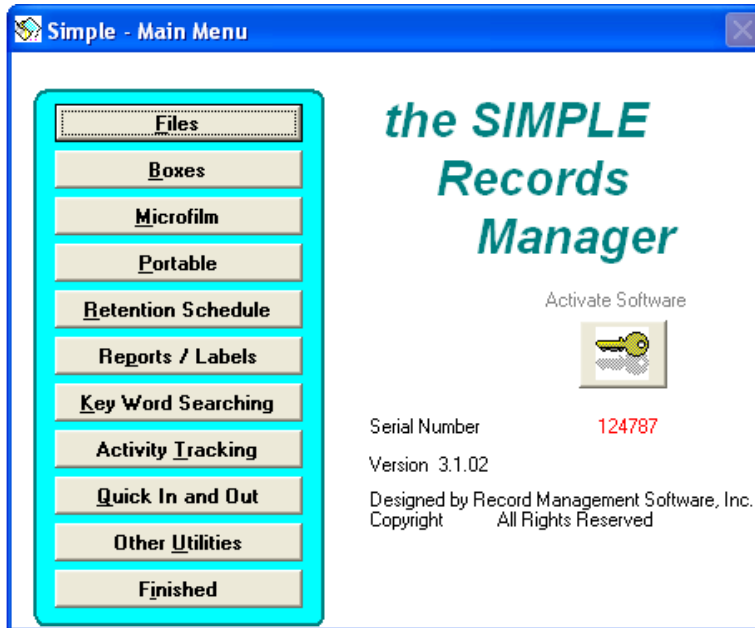 Simple - Main Menu
Files
Boxes
Microfilm
Portable
Retention Schedule
Reports / Labels
Key Word Searching
Activity Tracking
Quick In and Out
Other Utilities
Finished
the SIMPLE
Records
Manager
Activate Software
Serial Number 124787
Version 3.1.02
Designed by Record Management Software, Inc.
Copyright All Rights Reserved